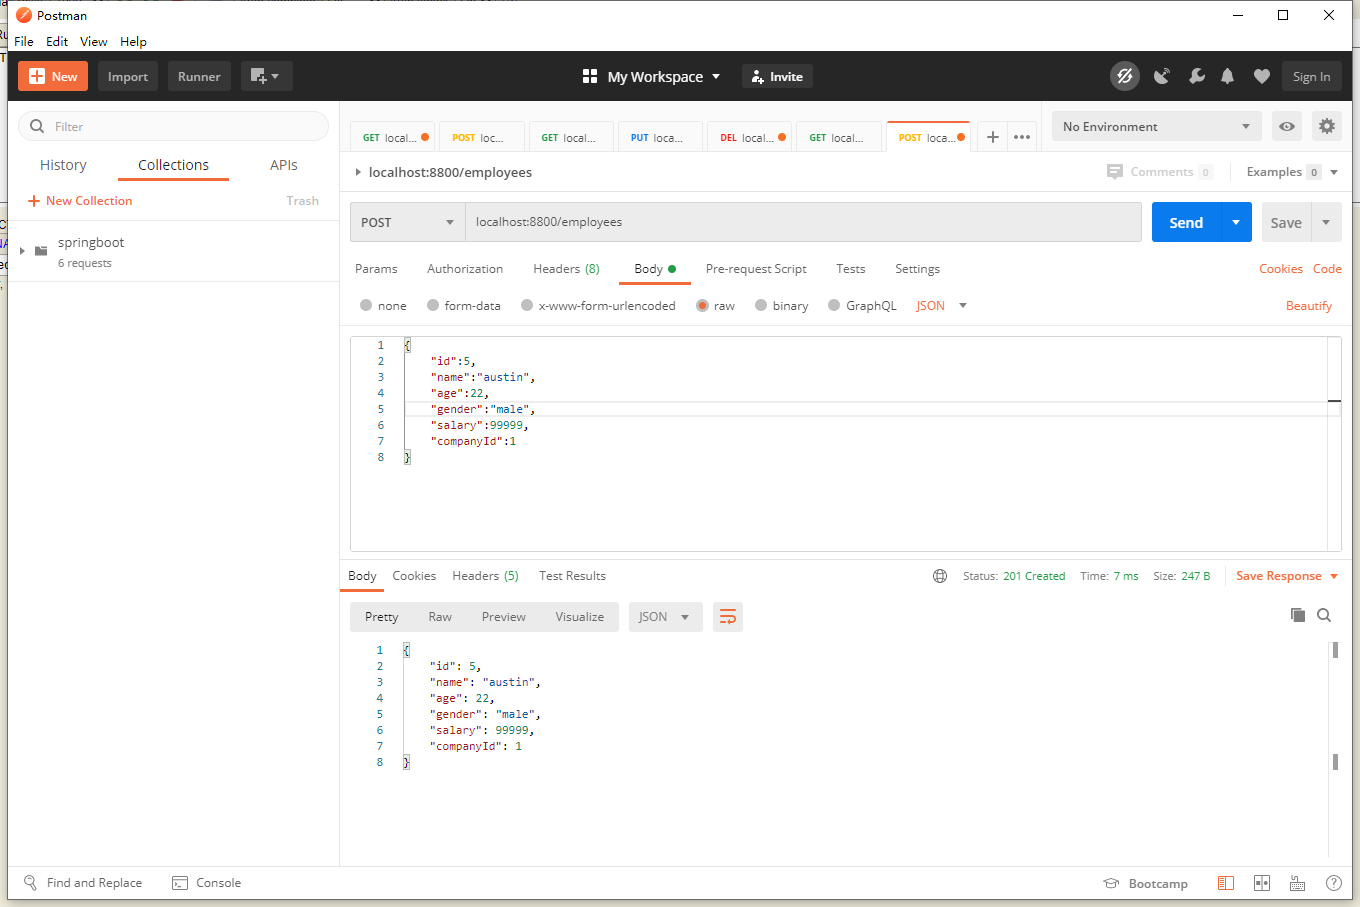 Postman
File Edit View Help
New Import Runner My Workspace Invite Sign In
Filter
GET local... POST loc... GET local... PUT loca... DEL local... GET local... POST loca... + ••• No Environment
History Collections APIs
localhost:8800/employees Comments 0 Examples 0
+ New Collection Trash
POST localhost:8800/employees Send Save
springboot
6 requests
Params Authorization Headers (8) Body Pre-request Script Tests Settings Cookies Code
none form-data x-www-form-urlencoded raw binary GraphQL JSON Beautify
1 {
2 "id":5,
3 "name":"austin",
4 "age":22,
5 "gender":"male",
6 "salary":99999,
7 "companyId":1
8 }
Body Cookies Headers (5) Test Results Status: 201 Created Time: 7 ms Size: 247 B Save Response
Pretty Raw Preview Visualize JSON
1 {
2 "id": 5,
3 "name": "austin",
4 "age": 22,
5 "gender": "male",
6 "salary": 99999,
7 "companyId": 1
8 }
Find and Replace Console Bootcamp